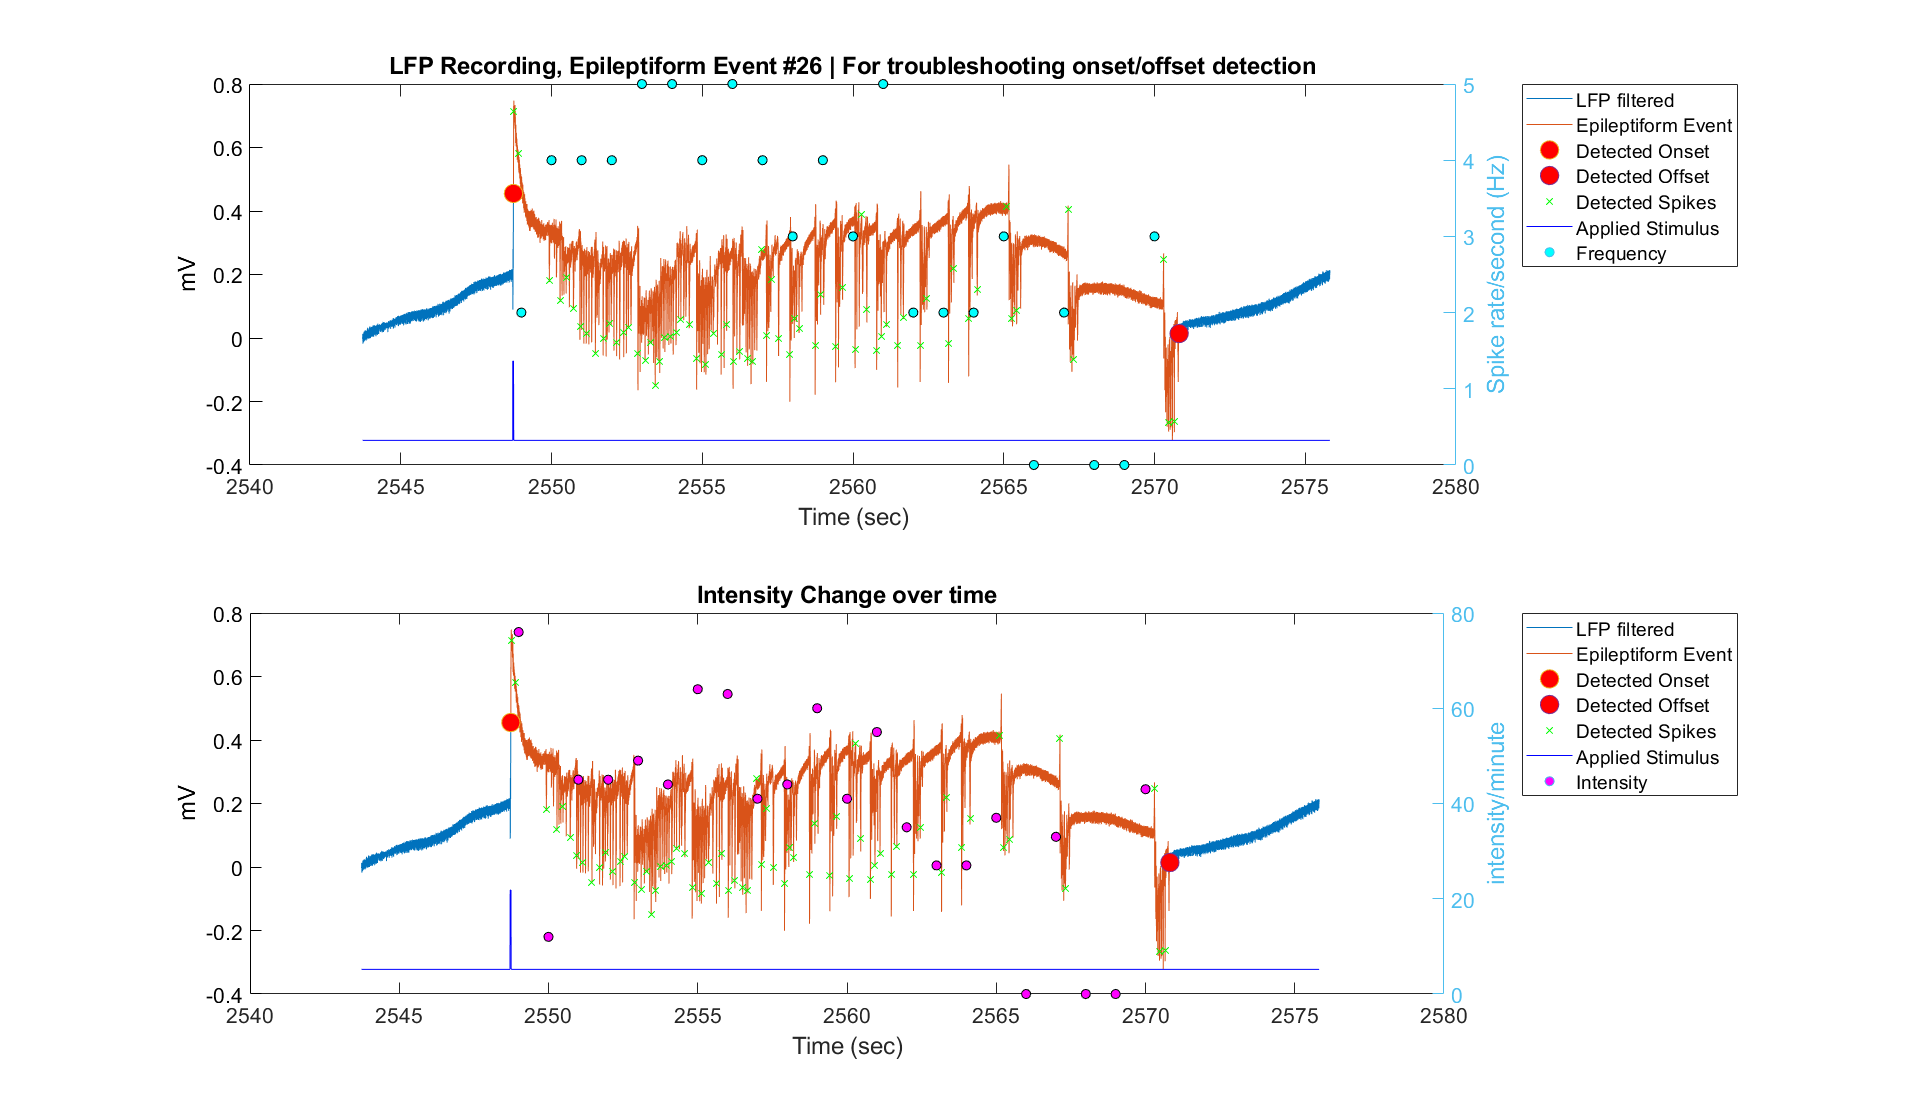 LFP Recording, Epileptiform Event #26 | For troubleshooting onset/offset detection
0.8
0.6
0.4
0.2
0
-0.2
-0.4
mV
5
4
3
2
1
0
Spike rate/second (Hz)
2540 2545 2550 2555 2560 2565 2570 2575 2580
Time (sec)
LFP filtered
Epileptiform Event
Detected Onset
Detected Offset
Detected Spikes
Applied Stimulus
Frequency
Intensity Change over time
0.8
0.6
0.4
0.2
0
-0.2
-0.4
mV
80
60
40
20
0
intensity/minute
2540 2545 2550 2555 2560 2565 2570 2575 2580
Time (sec)
LFP filtered
Epileptiform Event
Detected Onset
Detected Offset
Detected Spikes
Applied Stimulus
Intensity